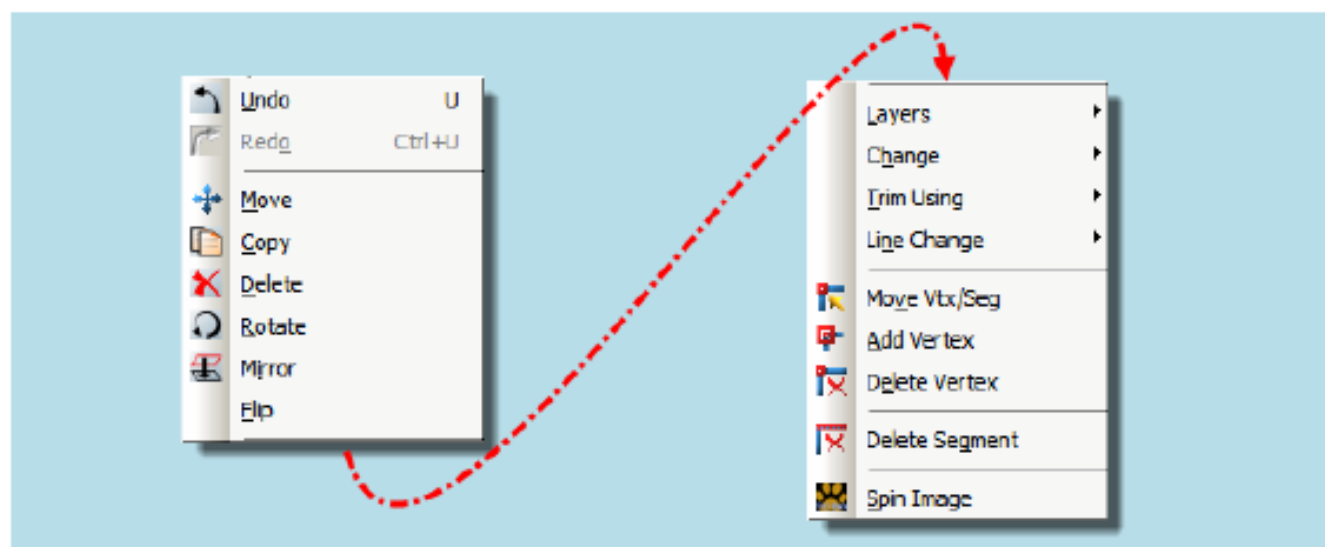 Undo U
Redo Ctrl+U
Move
Copy
Delete
Rotate
Mirror
Flip
Layers
Change
Trim Using
Line Change
Move Vtx/Seg
Add Vertex
Delete Vertex
Delete Segment
Spin Image